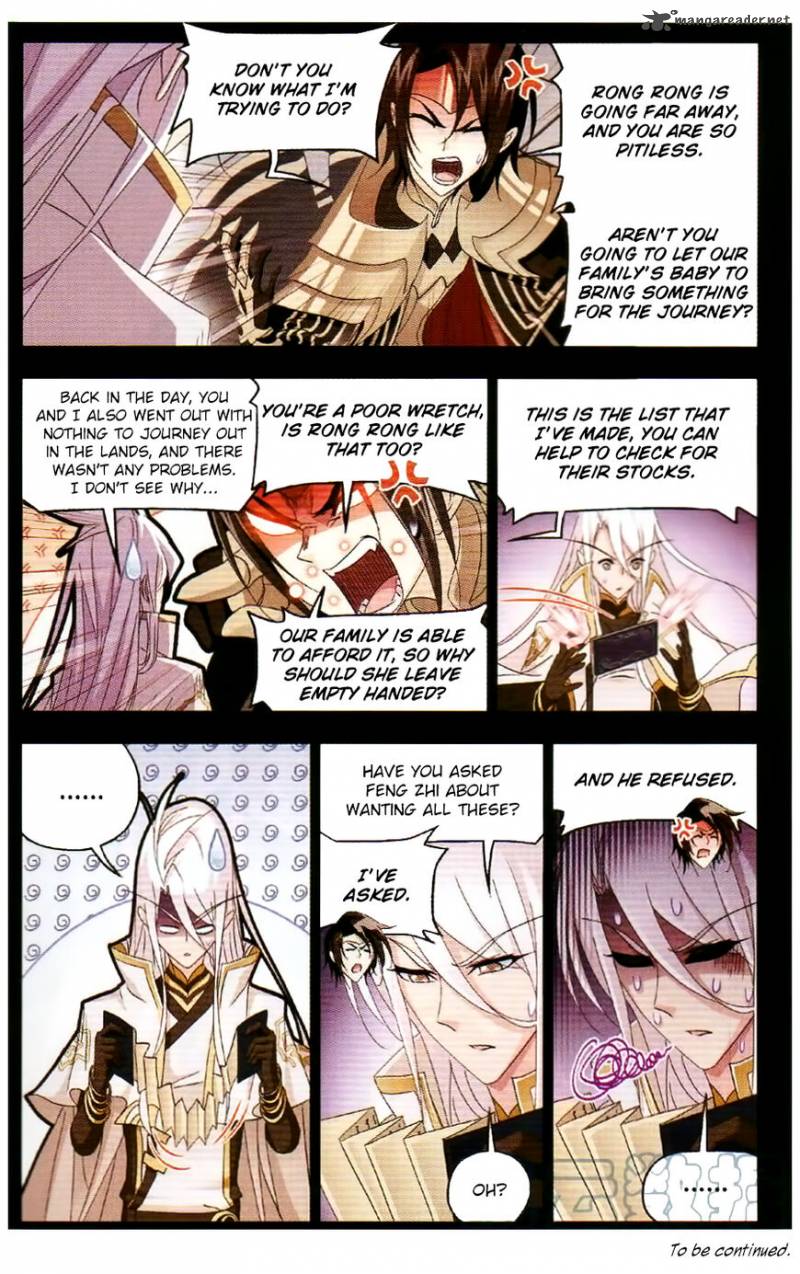 mangareader.net
DON'T YOU
KNOW WHAT I'M
TRYING TO DO?
RONG RONG IS
GOING FAR AWAY,
AND YOU ARE SO
PITILESS.
AREN'T YOU
GOING TO LET OUR
FAMILY'S BABY TO
BRING SOMETHING
FOR THE JOURNEY?
BACK IN THE DAY, YOU
AND I ALSO WENT OUT WITH
NOTHING TO JOURNEY OUT
IN THE LANDS, AND THERE
WASN'T ANY PROBLEMS.
I DON'T SEE WHY...
YOU'RE A POOR WRETCH,
IS RONG RONG LIKE
THAT TOO?
OUR FAMILY IS ABLE
TO AFFORD IT, SO WHY
SHOULD SHE LEAVE
EMPTY HANDED?
THIS IS THE LIST THAT
I'VE MADE, YOU CAN
HELP TO CHECK FOR
THEIR STOCKS.
......
HAVE YOU ASKED
FENG ZHI ABOUT
WANTING ALL THESE?
I'VE
ASKED.
OH?
AND HE REFUSED.
......
To be continued.